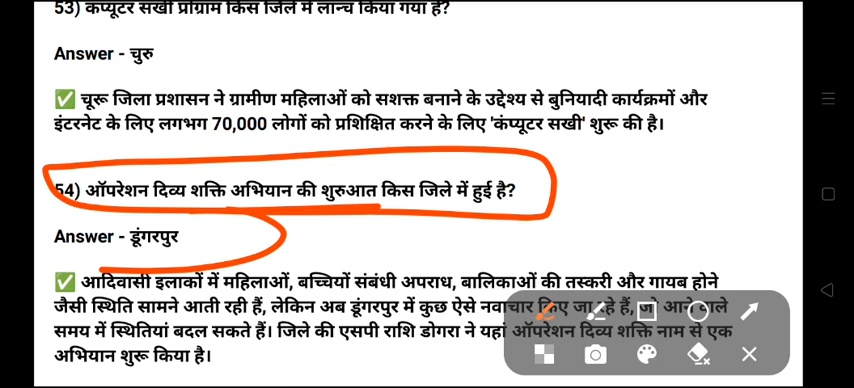 53) कंप्यूटर सखी प्रोग्राम किस जिले में लॉन्च किया गया है?
Answer - चुरु
✅ चूरू जिला प्रशासन ने ग्रामीण महिलाओं को सशक्त बनाने के उद्देश्य से बुनियादी कार्यक्रमों और
इंटरनेट के लिए लगभग 70,000 लोगों को प्रशिक्षित करने के लिए 'कंप्यूटर सखी' शुरू की है।
54) ऑपरेशन दिव्य शक्ति अभियान की शुरुआत किस जिले में हुई है?
Answer - डूंगरपुर
✅ आदिवासी इलाकों में महिलाओं, बच्चियों संबंधी अपराध, बालिकाओं की तस्करी और गायब होने
जैसी स्थिति सामने आती रही हैं, लेकिन अब डूंगरपुर में कुछ ऐसे नवाचार किए जा रहे हैं, जो आने वाले
समय में स्थितियां बदल सकते हैं। जिले की एसपी राशि डोगरा ने यहां ऑपरेशन दिव्य शक्ति नाम से एक
अभियान शुरू किया है।